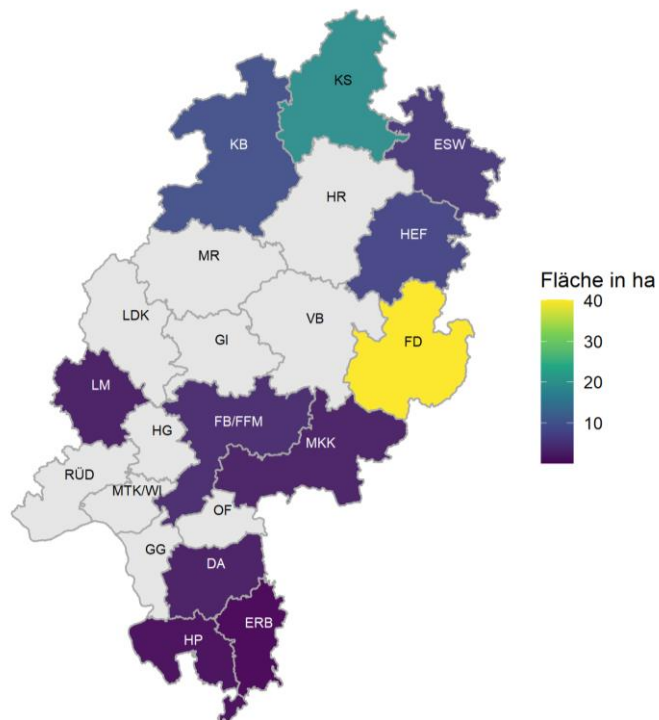 KS
KB
ESW
HR
HEF
MR
Fläche in ha
40
30
20
10
LDK
VB
GI
FD
LM
FB/FFM
HG
MKK
RÜD
MTK/WI
OF
GG
DA
ERB
HP